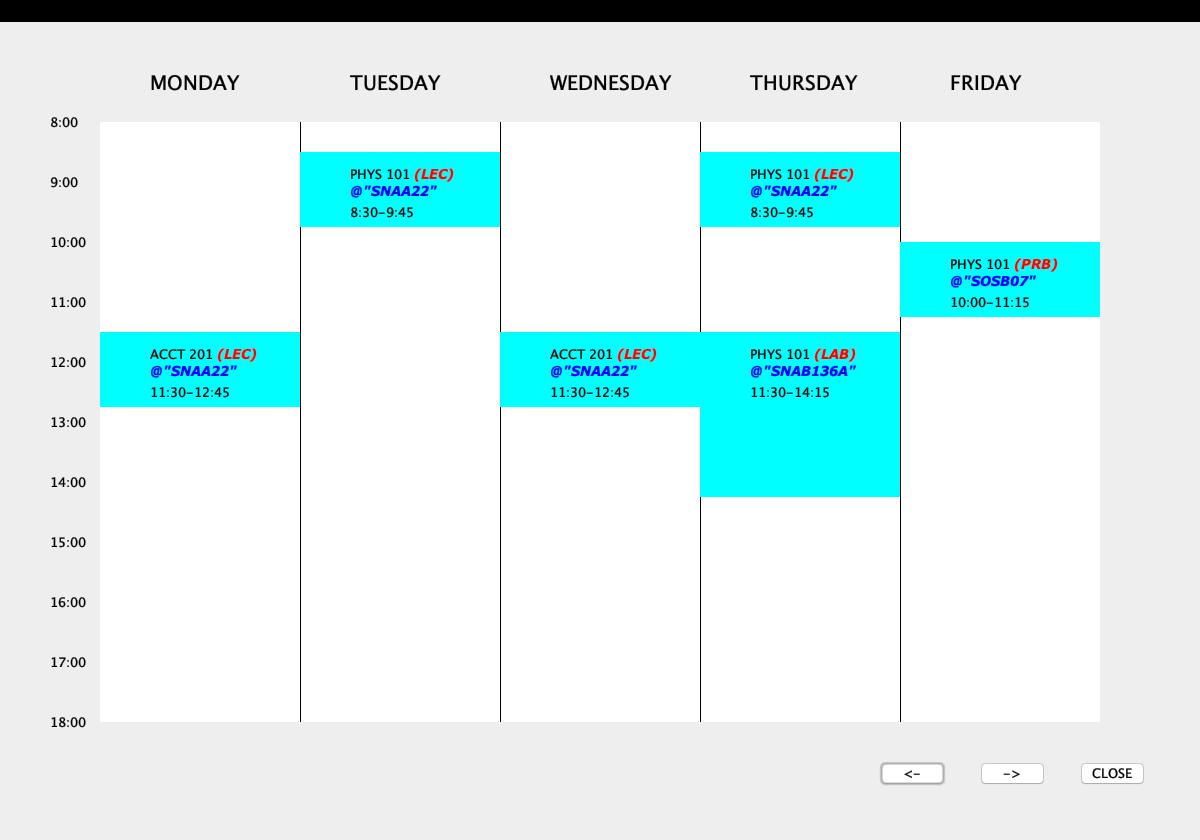 MONDAY TUESDAY WEDNESDAY THURSDAY FRIDAY
8:00
PHYS 101 (LEC)
@"SNAA22"
8:30-9:45
PHYS 101 (LEC)
@"SNAA22"
8:30-9:45
9:00
10:00
PHYS 101 (PRB)
@"SOSB07"
10:00-11:15
11:00
ACCT 201 (LEC)
@"SNAA22"
11:30-12:45
ACCT 201 (LEC)
@"SNAA22"
11:30-12:45
PHYS 101 (LAB)
@"SNAB136A"
11:30-14:15
12:00
13:00
14:00
15:00
16:00
17:00
18:00
<- -> CLOSE